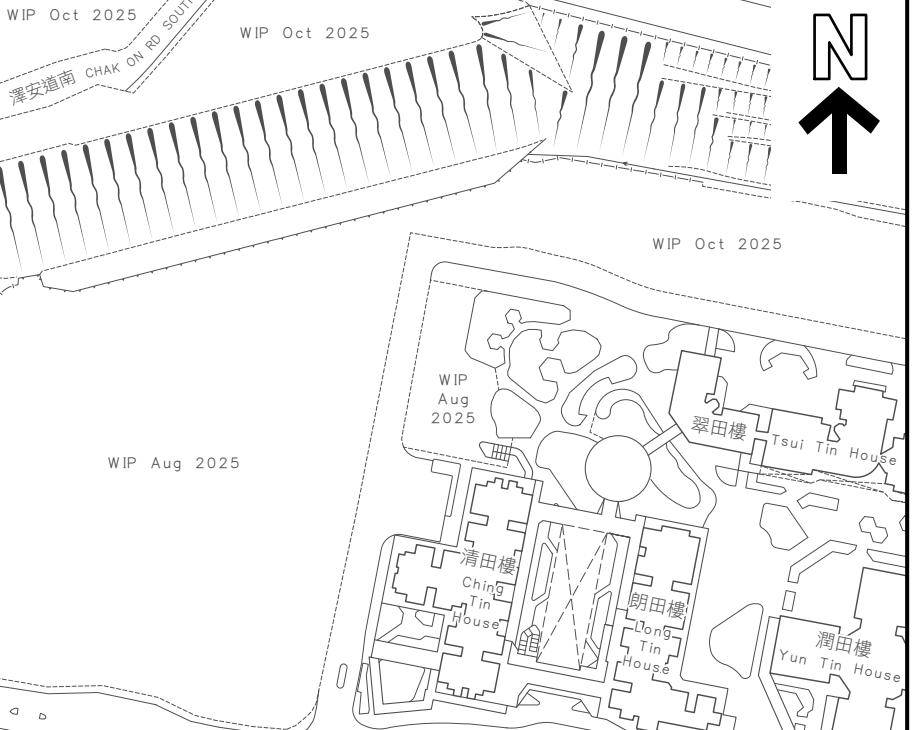 WIP Oct 2025
WIP Oct 2025
澤安道南 CHAK ON RD SOUTH
N
WIP Oct 2025
WIP
Aug
2025
翠田樓
Tsui Tin House
WIP Aug 2025
清田樓
Ching
Tin
House
朗田樓
Long
Tin
House
潤田樓
Yun Tin House